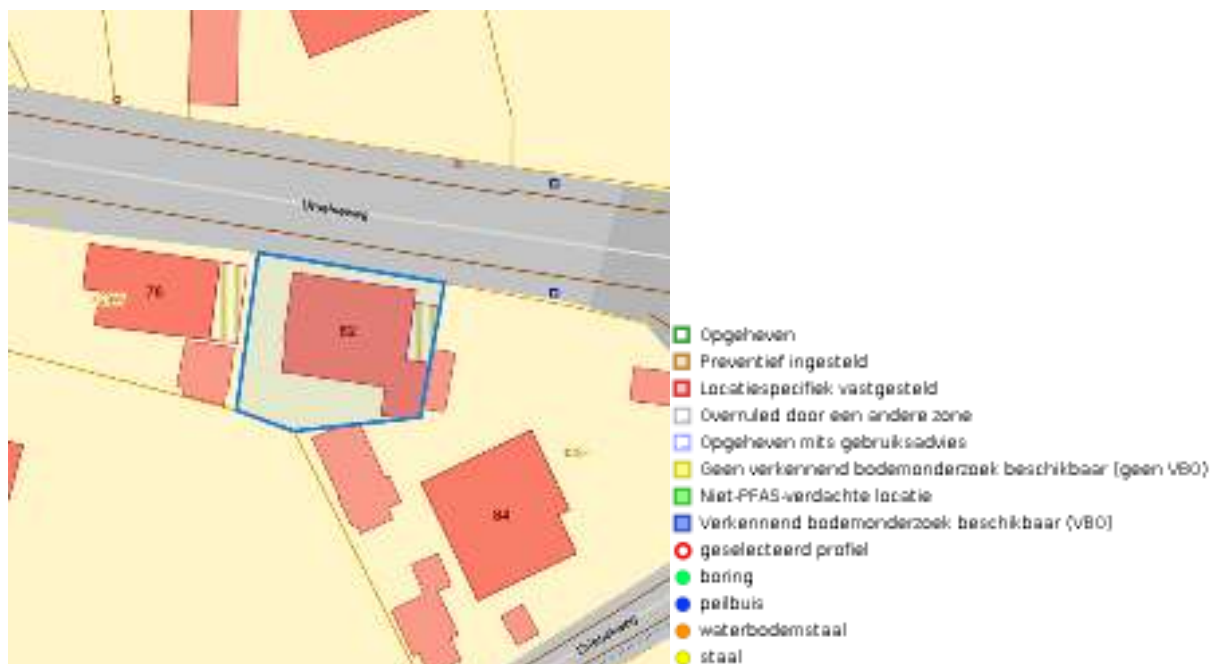 Urselseweg
76
82
84
Opgeheven
Preventief ingesteld
Locatiespecifiek vastgesteld
Overruled door een andere zone
Opgeheven mits gebruiksadvies
Geen verkennend bodemonderzoek beschikbaar (geen VBO)
Niet-PFAS-verdachte locatie
Verkennend bodemonderzoek beschikbaar (VBO)
geselecteerd profiel
boring
peilbuis
waterbodemstaal
staal